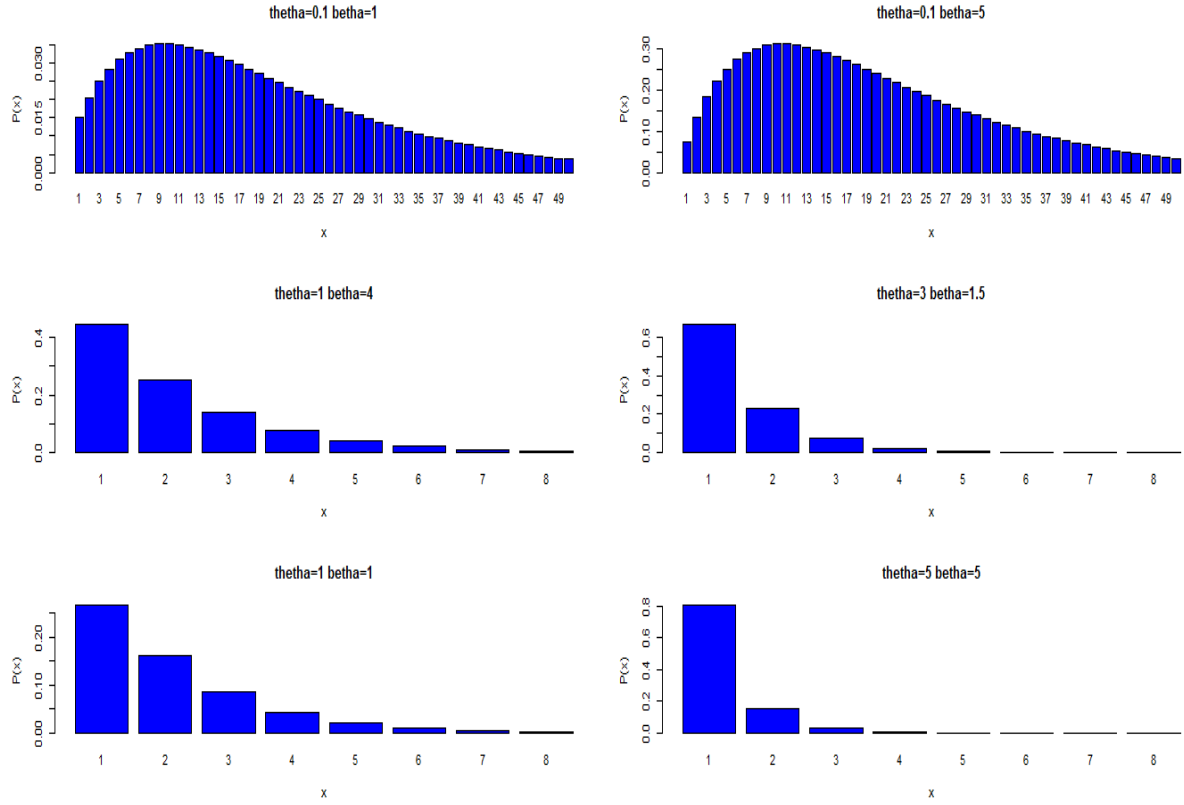 thetha=0.1 betha=1
P(x)
0.000 0.015 0.030
1 3 5 7 9 11 13 15 17 19 21 23 25 27 29 31 33 35 37 39 41 43 45 47 49
x
thetha=0.1 betha=5
P(x)
0.00 0.10 0.20 0.30
1 3 5 7 9 11 13 15 17 19 21 23 25 27 29 31 33 35 37 39 41 43 45 47 49
x
thetha=1 betha=4
P(x)
0.0 0.2 0.4
1 2 3 4 5 6 7 8
x
thetha=3 betha=1.5
P(x)
0.0 0.2 0.4 0.6
1 2 3 4 5 6 7 8
x
thetha=1 betha=1
P(x)
0.00 0.10 0.20
1 2 3 4 5 6 7 8
x
thetha=5 betha=5
P(x)
0.0 0.2 0.4 0.6 0.8
1 2 3 4 5 6 7 8
x